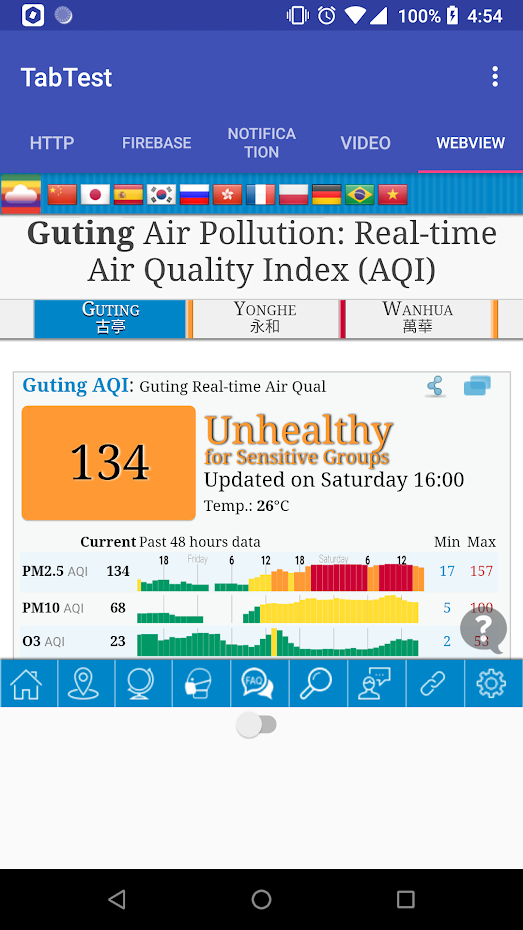 100% 4:54
TabTest
HTTP FIREBASE NOTIFICA
TION VIDEO WEBVIEW
Guting Air Pollution: Real-time
Air Quality Index (AQI)
Guting Yonghe Wanhua
古亭 永和 萬華
Guting AQI: Guting Real-time Air Qual
134
Unhealthy
for Sensitive Groups
Updated on Saturday 16:00
Temp.: 26°C
Current Past 48 hours data Min Max
18 Friday 6 12 18 Saturday 6 12
PM2.5 AQI 134 17 157
PM10 AQI 68 5 100
?
O3 AQI 23 2 53
FAQ